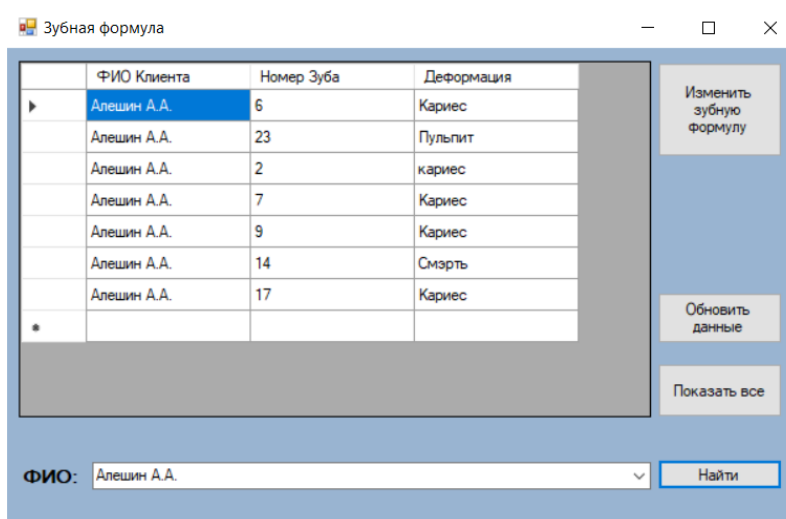 Зубная формула
ФИО Клиента Номер Зуба Деформация
Алешин А.А. 6 Кариес
Алешин А.А. 23 Пульпит
Алешин А.А. 2 кариес
Алешин А.А. 7 Кариес
Алешин А.А. 9 Кариес
Алешин А.А. 14 Смэрть
Алешин А.А. 17 Кариес
Изменить
зубную
формулу
Обновить
данные
Показать все
ФИО: Алешин А.А. Найти